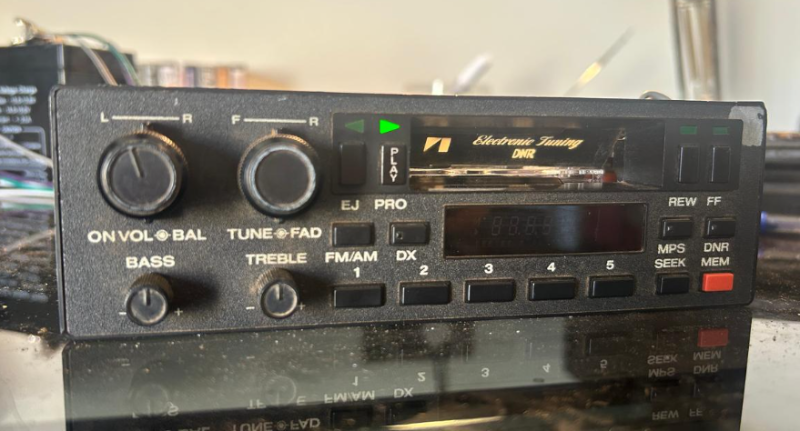 L R F R
PLAY
Electronic Tuning
DNR
EJ PRO REW FF
ON VOL BAL TUNE FAD
MPS DNR
BASS TREBLE FM/AM DX SEEK MEM
1 2 3 4 5
- + - +